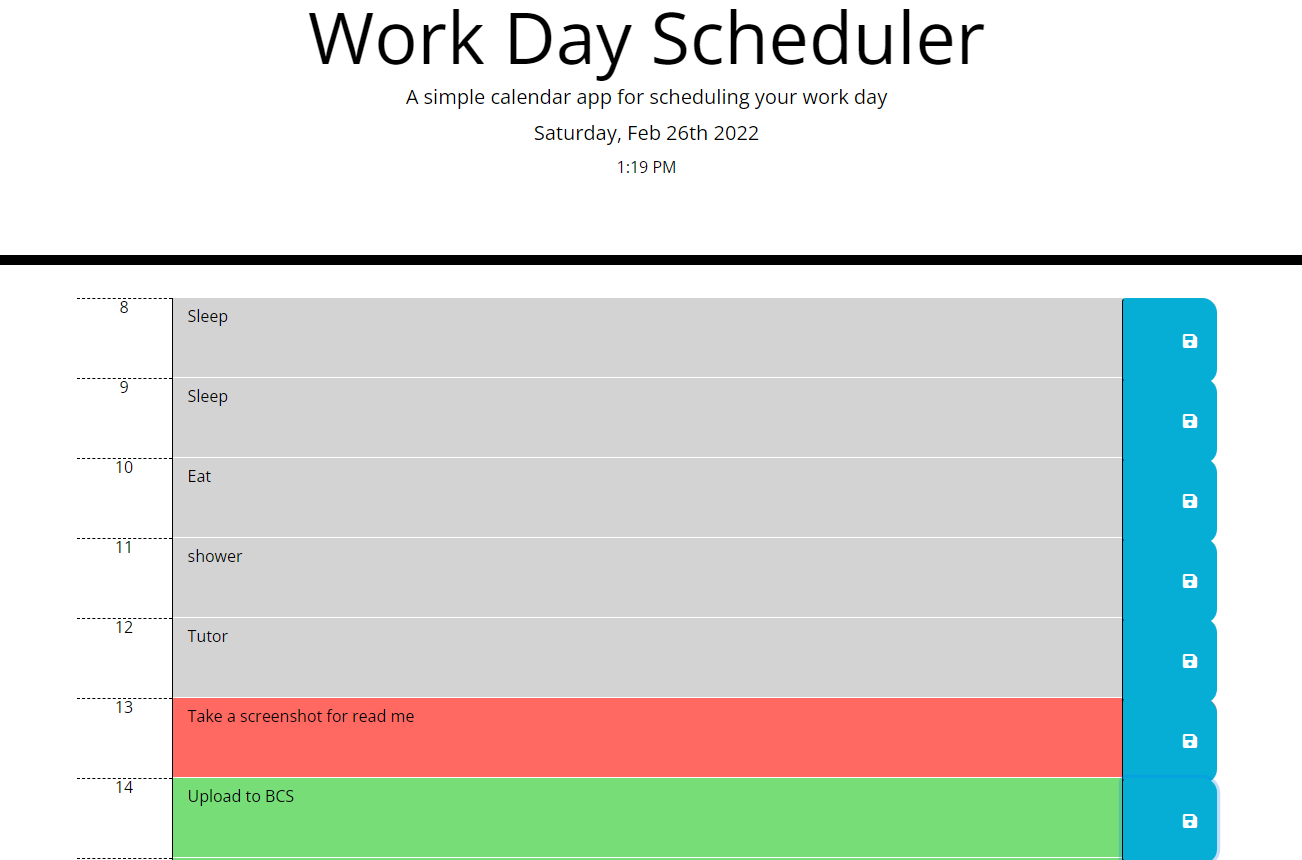 Work Day Scheduler
A simple calendar app for scheduling your work day
Saturday, Feb 26th 2022
1:19 PM
8 Sleep
9 Sleep
10 Eat
11 shower
12 Tutor
13 Take a screenshot for read me
14 Upload to BCS